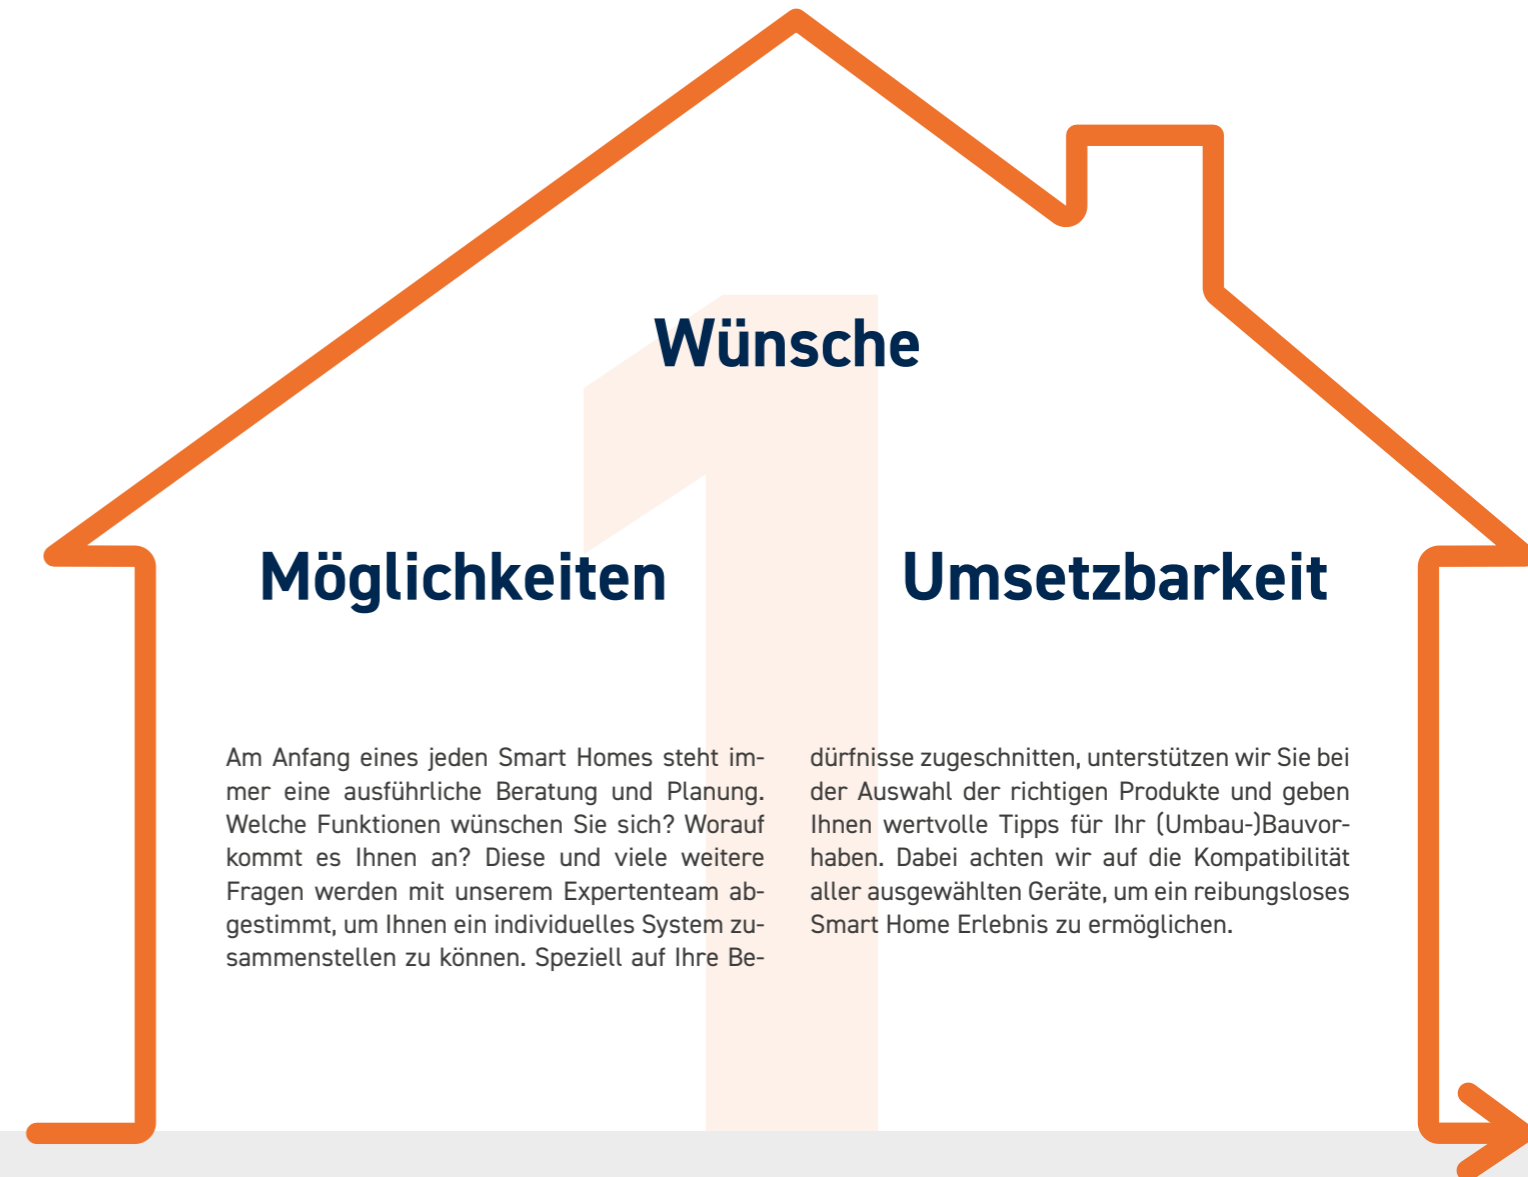 1
Wünsche
Möglichkeiten
Umsetzbarkeit
Am Anfang eines jeden Smart Homes steht im-
mer eine ausführliche Beratung und Planung.
Welche Funktionen wünschen Sie sich? Worauf
kommt es Ihnen an? Diese und viele weitere
Fragen werden mit unserem Expertenteam ab-
gestimmt, um Ihnen ein individuelles System zu-
sammenstellen zu können. Speziell auf Ihre Be-
dürfnisse zugeschnitten, unterstützen wir Sie bei
der Auswahl der richtigen Produkte und geben
Ihnen wertvolle Tipps für Ihr (Umbau-)Bauvor-
haben. Dabei achten wir auf die Kompatibilität
aller ausgewählten Geräte, um ein reibungsloses
Smart Home Erlebnis zu ermöglichen.